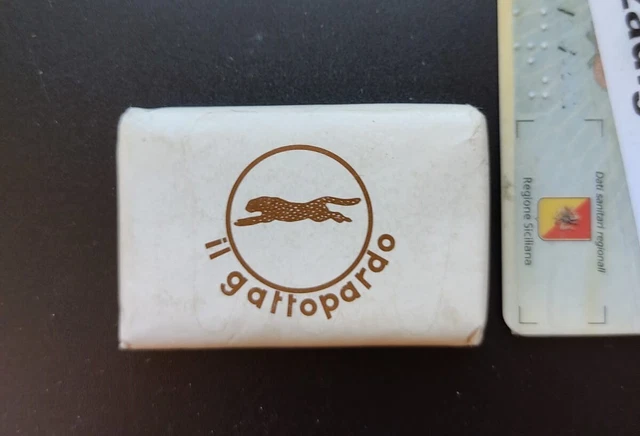 il gattopardo
Dati sanitari regionali
Regione Siciliana